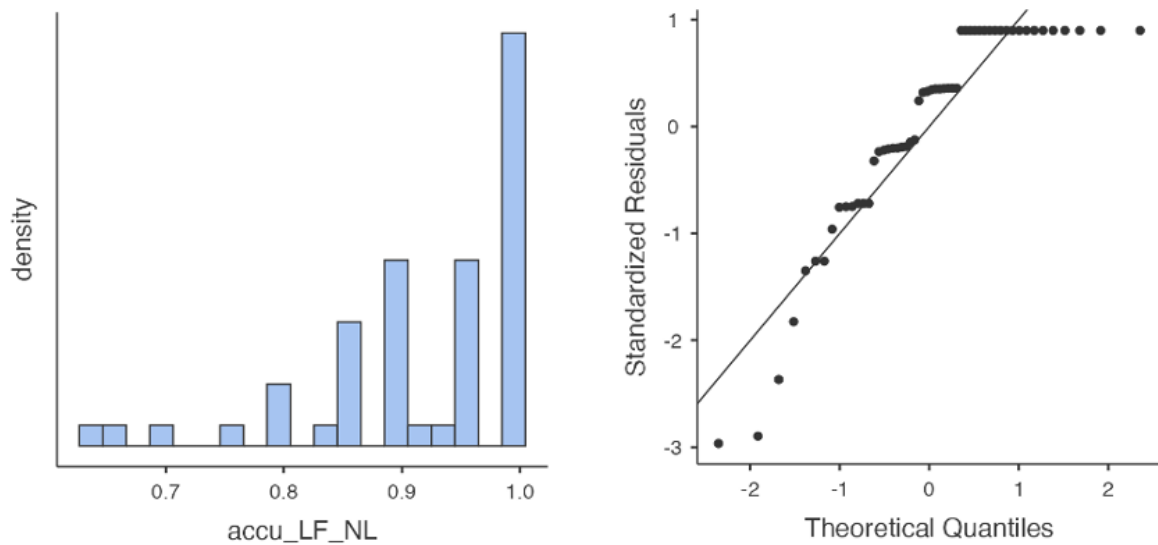 density
0.7 0.8 0.9 1.0
accu_LF_NL
Standardized Residuals
1
0
-1
-2
-3
-2 -1 0 1 2
Theoretical Quantiles